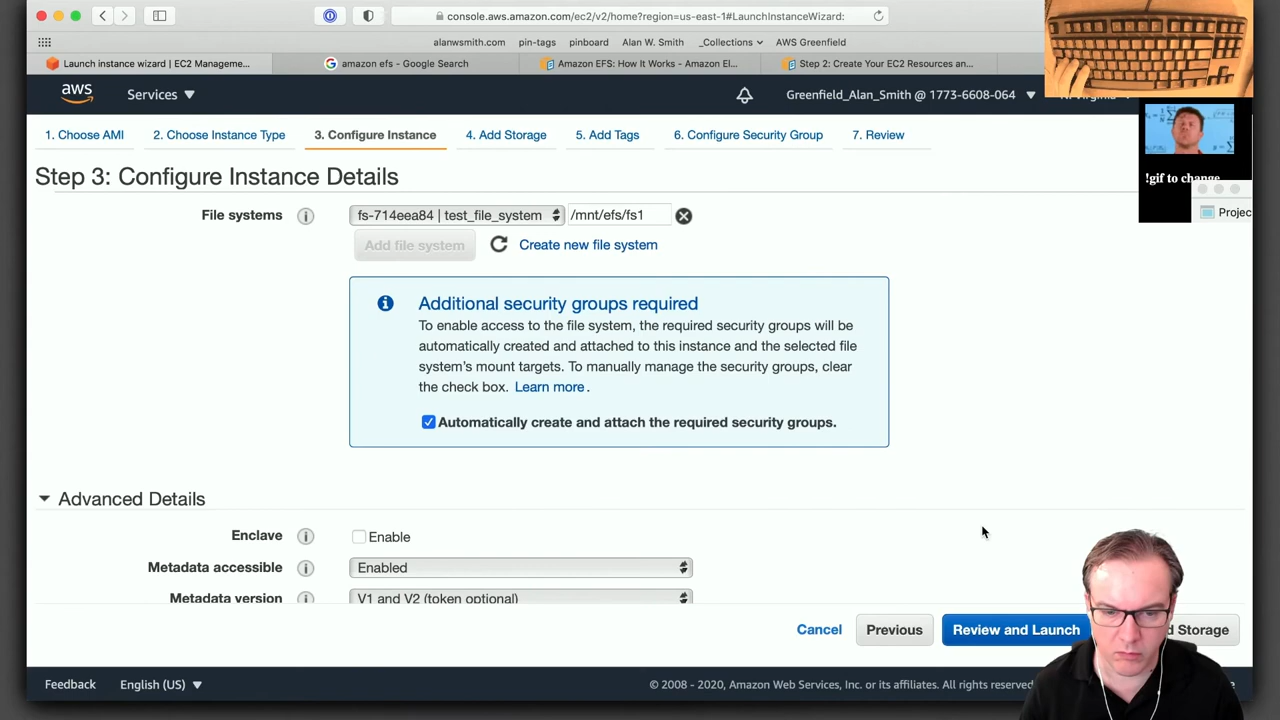 console.aws.amazon.com/ec2/v2/home?region=us-east-1#LaunchInstanceWizard:
alanwsmith.com pin-tags pinboard Alan W. Smith _Collections AWS Greenfield
Launch instance wizard | EC2 Manageme... amazon efs - Google Search Amazon EFS: How It Works - Amazon El... Step 2: Create Your EC2 Resources an...
aws Services Greenfield_Alan_Smith @ 1773-6608-064
1. Choose AMI 2. Choose Instance Type 3. Configure Instance 4. Add Storage 5. Add Tags 6. Configure Security Group 7. Review
!gif to change
Step 3: Configure Instance Details
Projec
File systems fs-714eea84 | test_file_system /mnt/efs/fs1
Add file system Create new file system
Additional security groups required
To enable access to the file system, the required security groups will be
automatically created and attached to this instance and the selected file
system's mount targets. To manually manage the security groups, clear
the check box. Learn more.
Automatically create and attach the required security groups.
Advanced Details
Enclave Enable
Metadata accessible Enabled
Metadata version V1 and V2 (token optional)
Cancel Previous Review and Launch Storage
Feedback English (US) © 2008 - 2020, Amazon Web Services, Inc. or its affiliates. All rights reserved